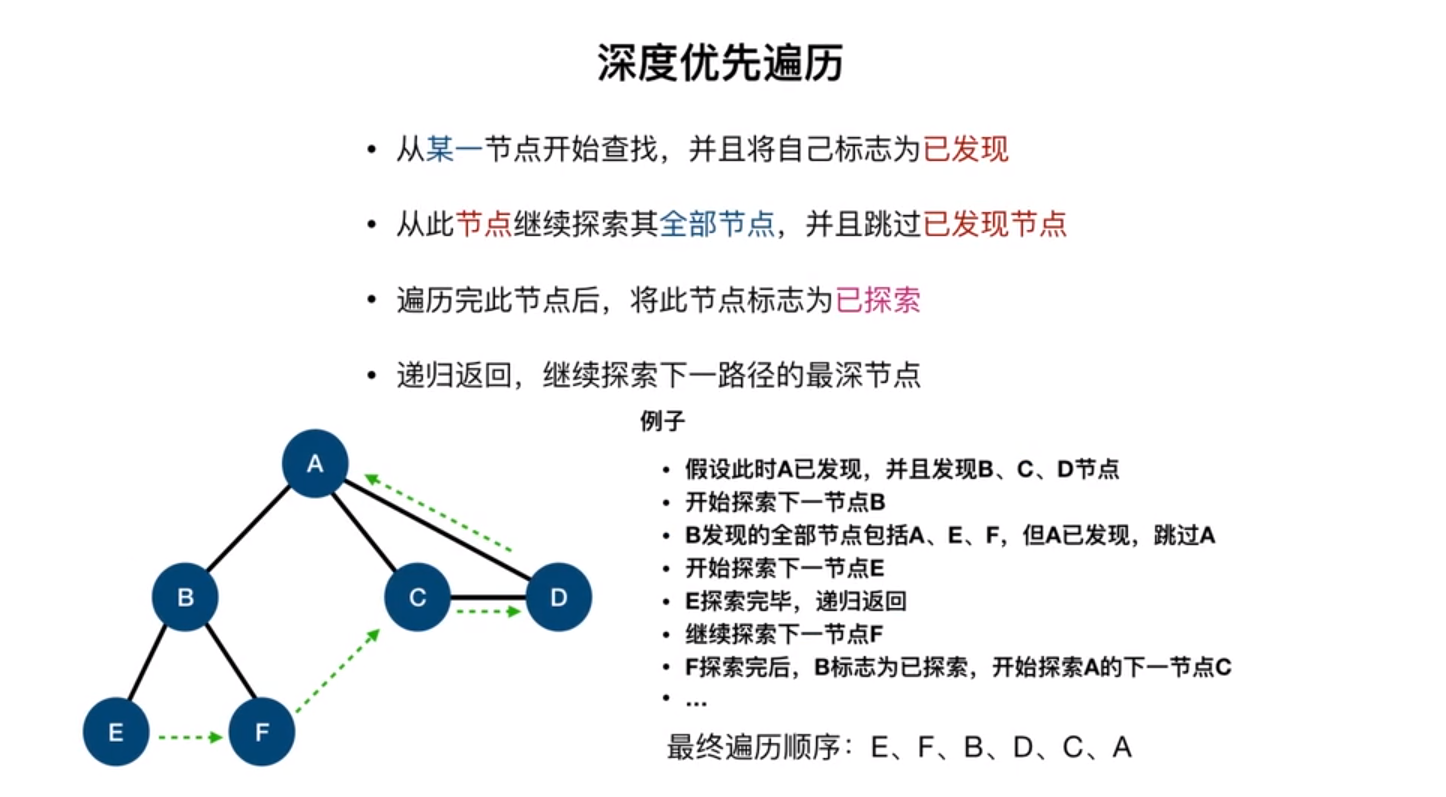 深度优先遍历
• 从某一节点开始查找，并且将自己标志为已发现
• 从此节点继续探索其全部节点，并且跳过已发现节点
• 遍历完此节点后，将此节点标志为已探索
• 递归返回，继续探索下一路径的最深节点
例子
• 假设此时A已发现，并且发现B、C、D节点
• 开始探索下一节点B
• B发现的全部节点包括A、E、F，但A已发现，跳过A
• 开始探索下一节点E
• E探索完毕，递归返回
• 继续探索下一节点F
• F探索完后，B标志为已探索，开始探索A的下一节点C
• ...
最终遍历顺序：E、F、B、D、C、A
A
B
C
D
E
F